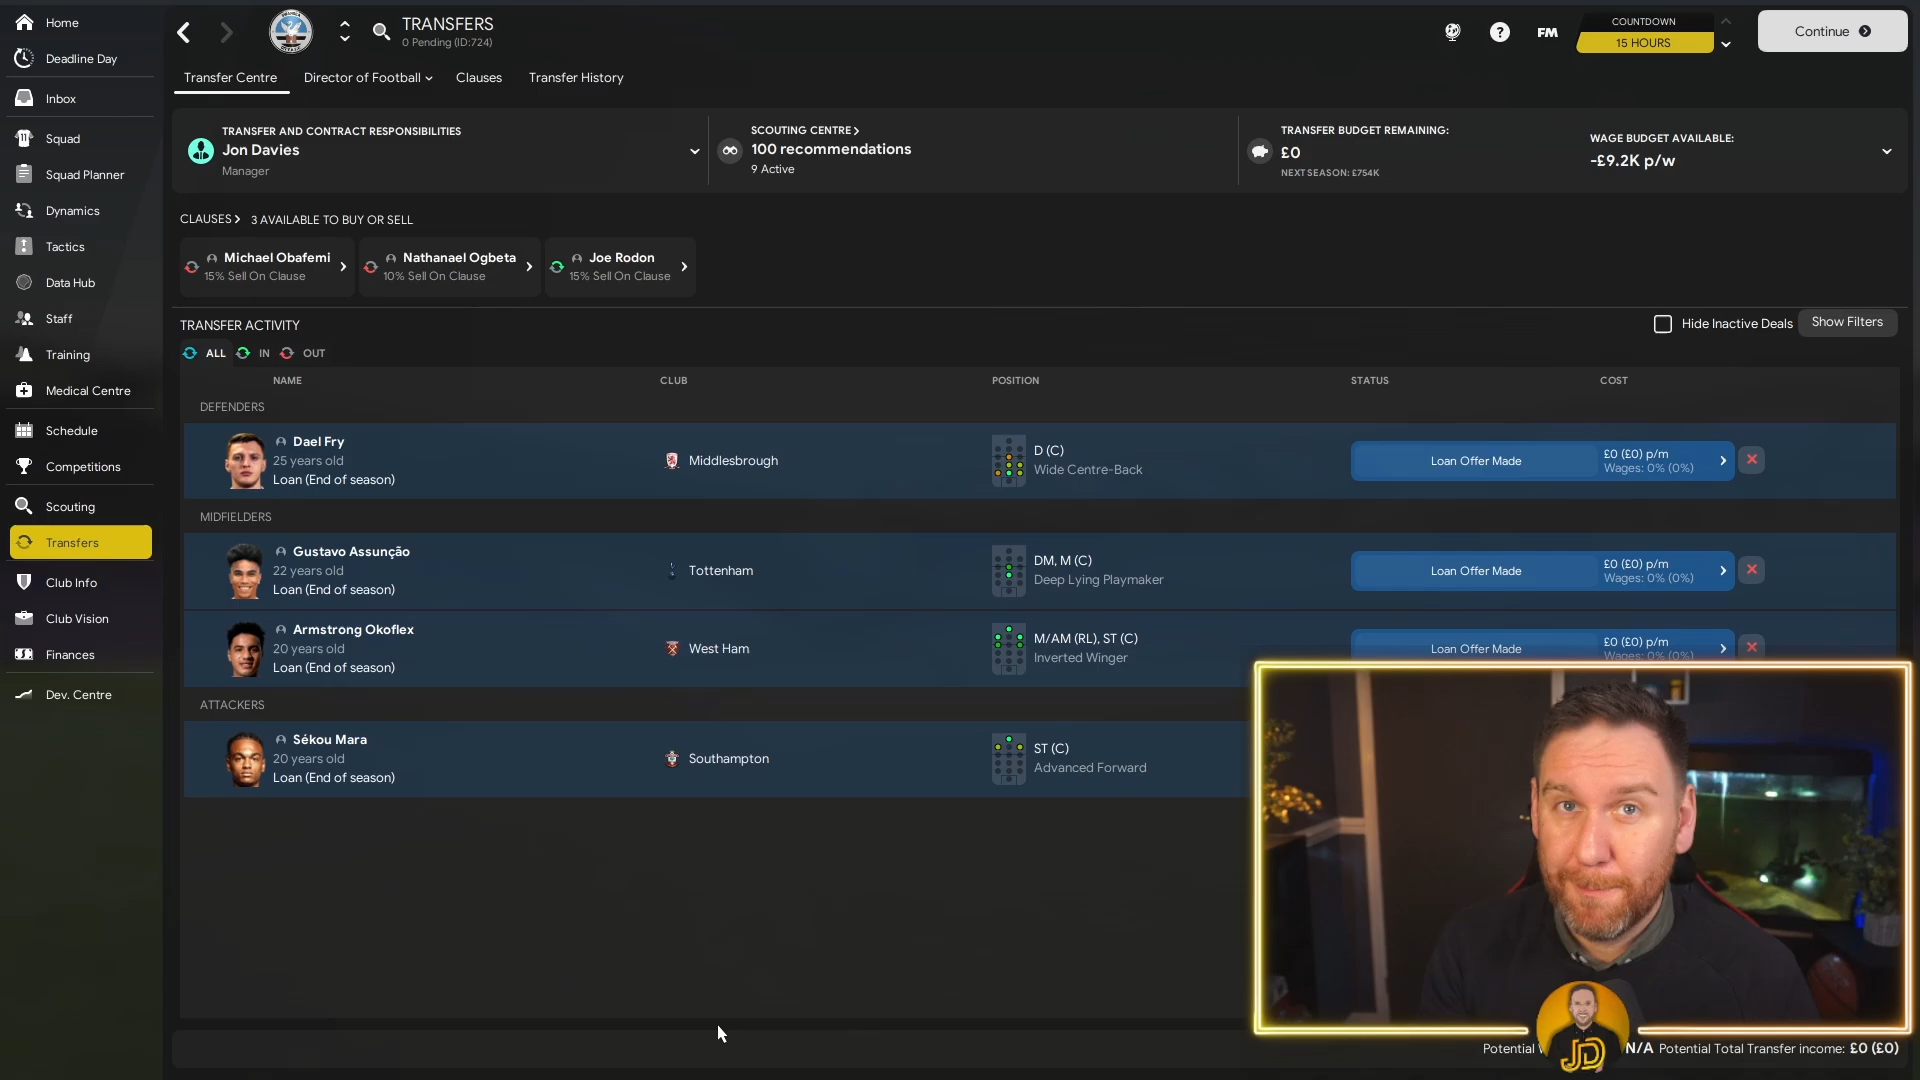 Home
Deadline Day
Inbox
Squad
Squad Planner
Dynamics
Tactics
Data Hub
Staff
Training
Medical Centre
Schedule
Competitions
Scouting
Transfers
Club Info
Club Vision
Finances
Dev. Centre
TRANSFERS
0 Pending (ID:724)
FM
COUNTDOWN
15 HOURS
Continue
Transfer Centre
Director of Football
Clauses
Transfer History
TRANSFER AND CONTRACT RESPONSIBILITIES
Jon Davies
Manager
SCOUTING CENTRE
100 recommendations
9 Active
TRANSFER BUDGET REMAINING:
£0
NEXT SEASON: £754K
WAGE BUDGET AVAILABLE:
-£9.2K p/w
CLAUSES 3 AVAILABLE TO BUY OR SELL
Michael Obafemi
15% Sell On Clause
Nathanael Ogbeta
10% Sell On Clause
Joe Rodon
15% Sell On Clause
TRANSFER ACTIVITY
Hide Inactive Deals
Show Filters
ALL IN OUT
NAME CLUB POSITION STATUS COST
DEFENDERS
Dael Fry
25 years old
Loan (End of season)
Middlesbrough
D (C)
Wide Centre-Back
Loan Offer Made
£0 (£0) p/m
Wages: 0% (0%)
MIDFIELDERS
Gustavo Assunção
22 years old
Loan (End of season)
Tottenham
DM, M (C)
Deep Lying Playmaker
Loan Offer Made
£0 (£0) p/m
Wages: 0% (0%)
Armstrong Okoflex
20 years old
Loan (End of season)
West Ham
M/AM (RL), ST (C)
Inverted Winger
Loan Offer Made
£0 (£0) p/m
Wages: 0% (0%)
ATTACKERS
Sékou Mara
20 years old
Loan (End of season)
Southampton
ST (C)
Advanced Forward
JD
Potential
N/A Potential Total Transfer income: £0 (£0)